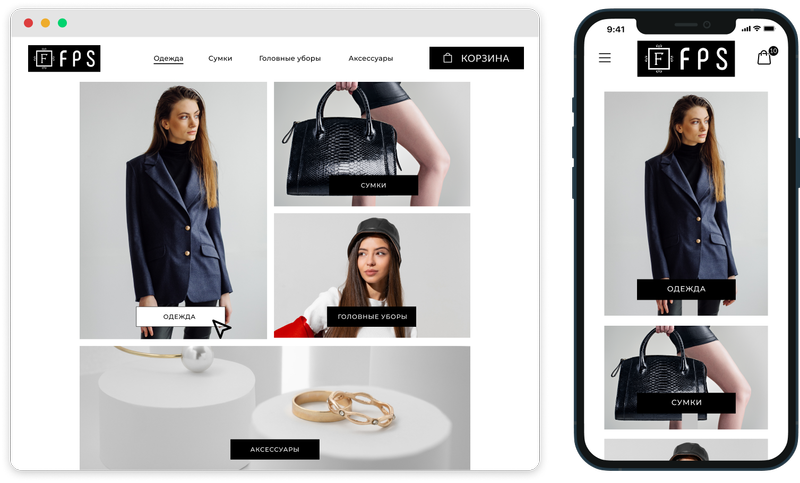 F FPS
Одежда
Сумки
Головные уборы
Аксессуары
КОРЗИНА
СУМКИ
ОДЕЖДА
ГОЛОВНЫЕ УБОРЫ
АКСЕССУАРЫ
9:41
F FPS
10
ОДЕЖДА
СУМКИ